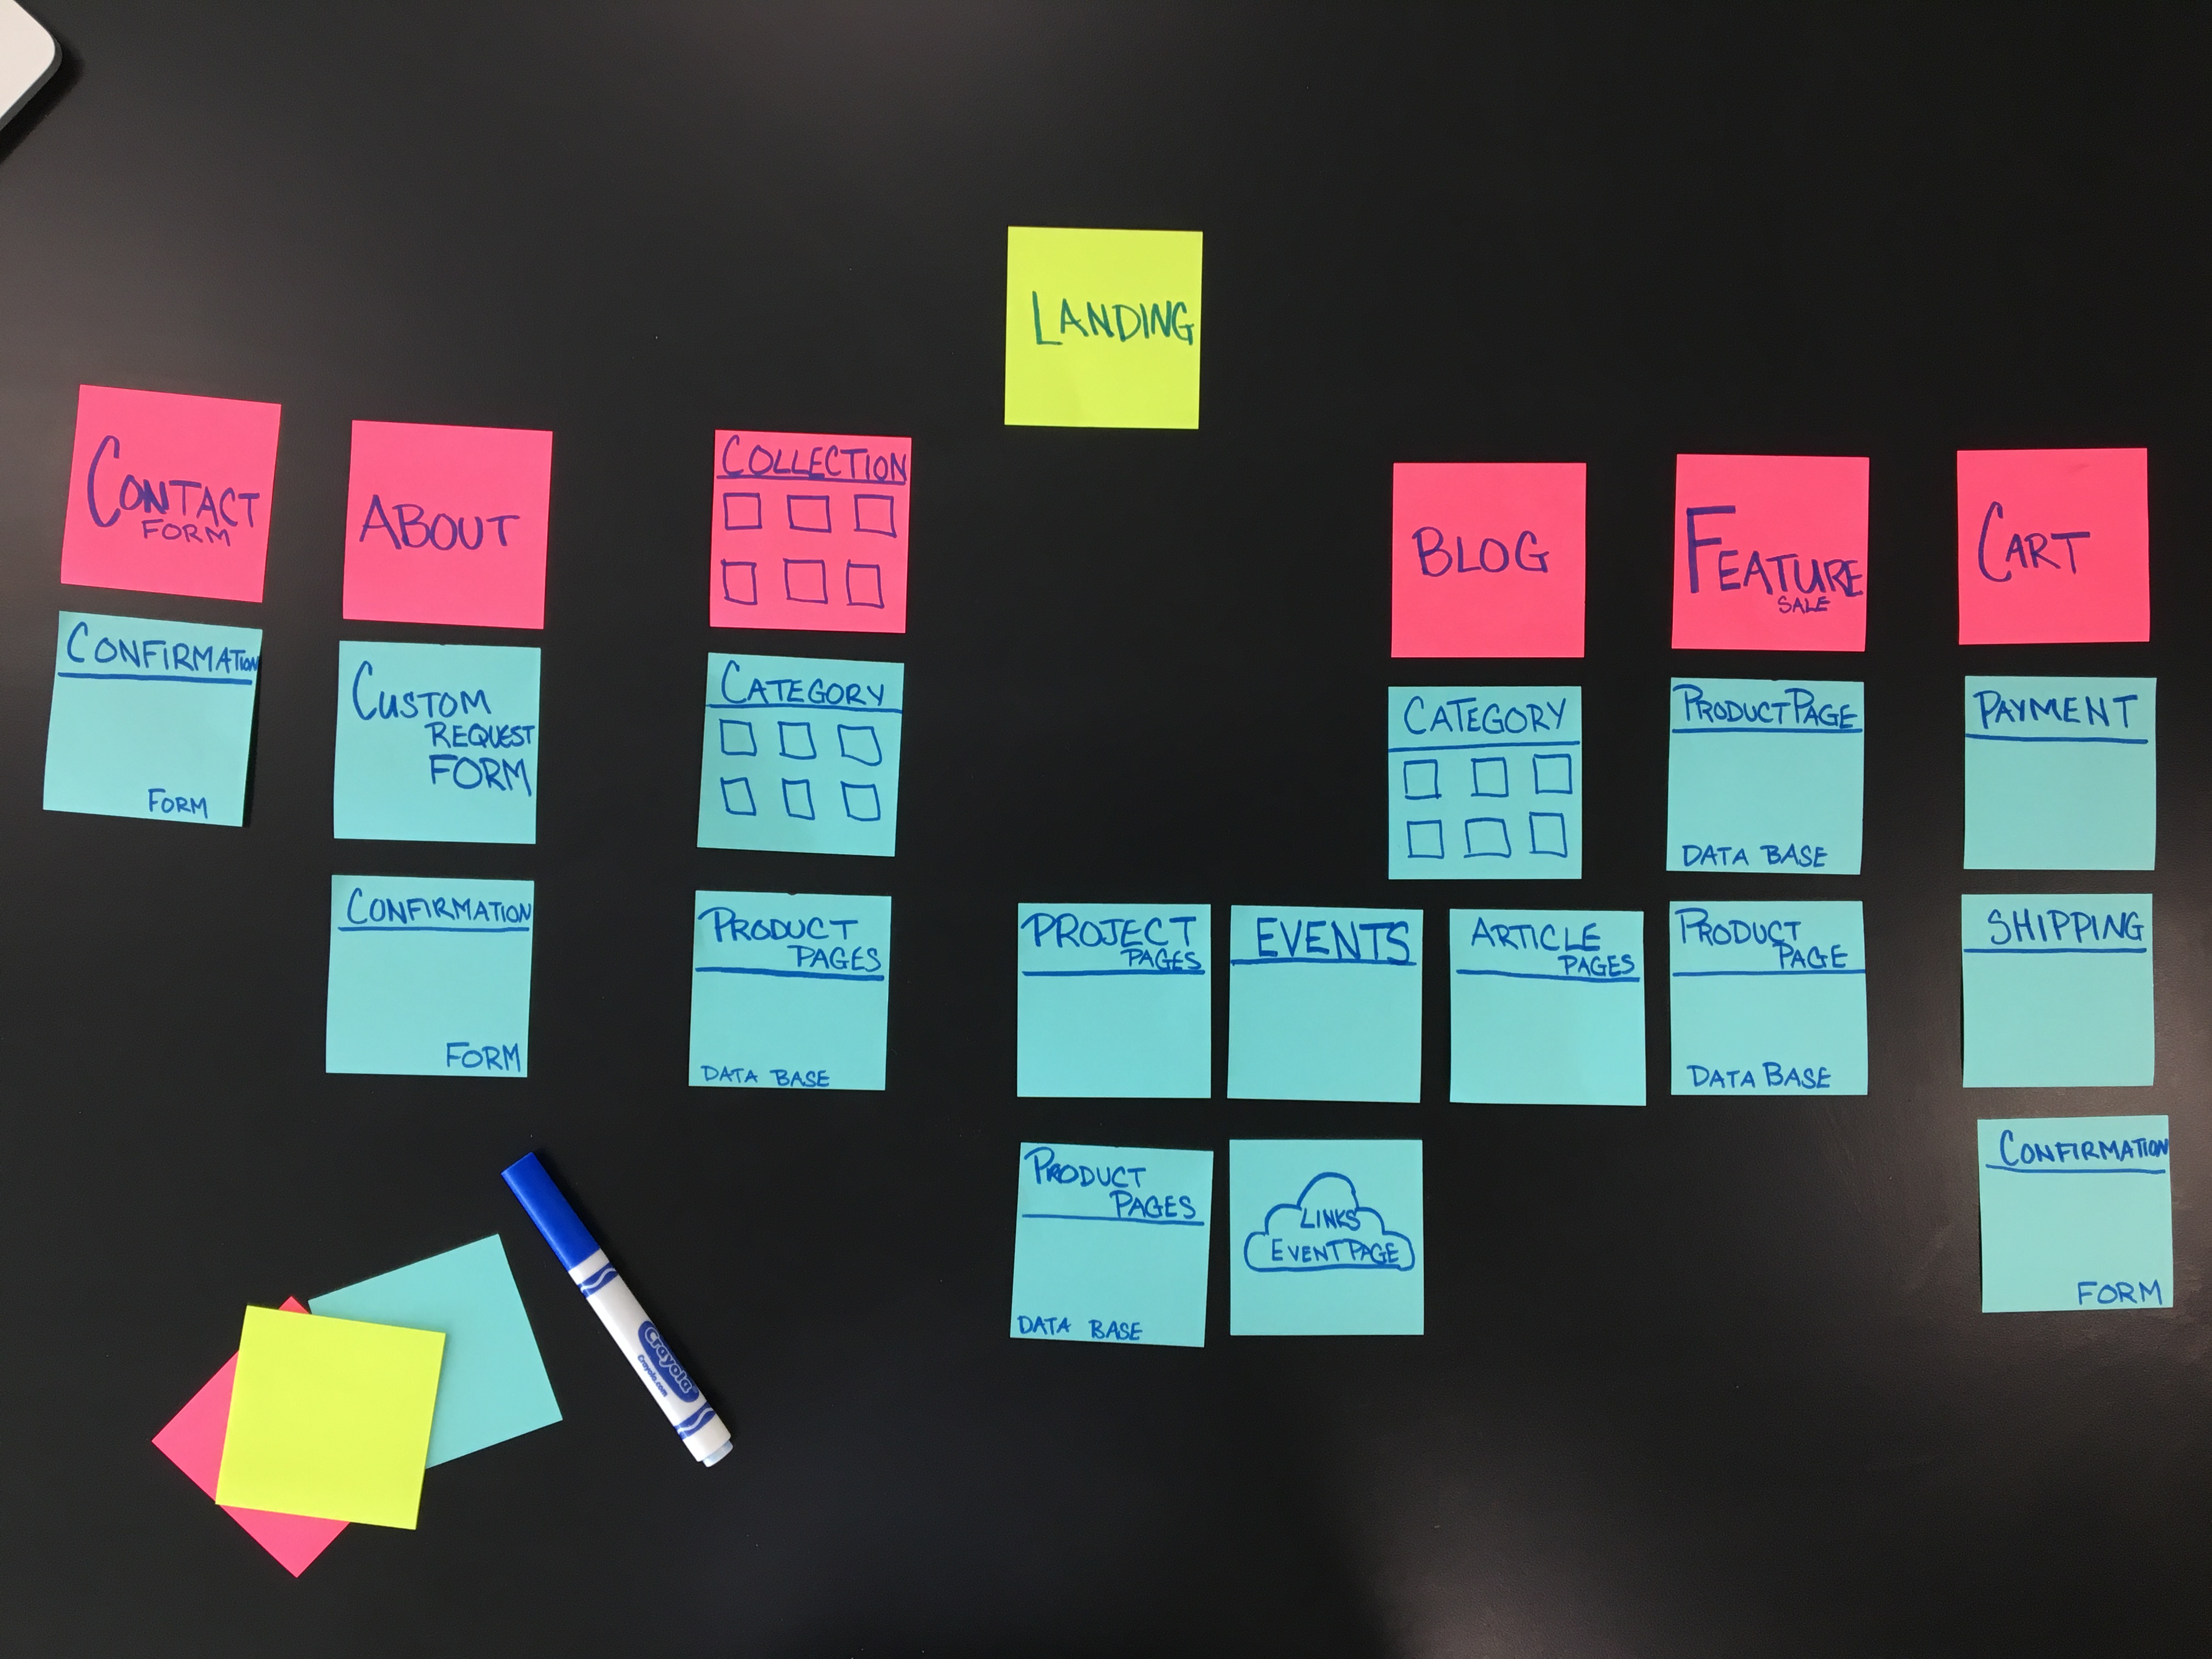 LANDING
CONTACT
FORM
ABOUT
COLLECTION
BLOG
FEATURE
SALE
CART
CONFIRMATION
FORM
CUSTOM
REQUEST
FORM
CATEGORY
CATEGORY
PRODUCT PAGE
DATA BASE
PAYMENT
CONFIRMATION
FORM
PRODUCT
PAGES
DATA BASE
PROJECT
PAGES
EVENTS
ARTICLE
PAGES
PRODUCT
PAGE
DATA BASE
SHIPPING
PRODUCT
PAGES
DATA BASE
LINKS
EVENT PAGE
CONFIRMATION
FORM
Crayola
Crayola.com